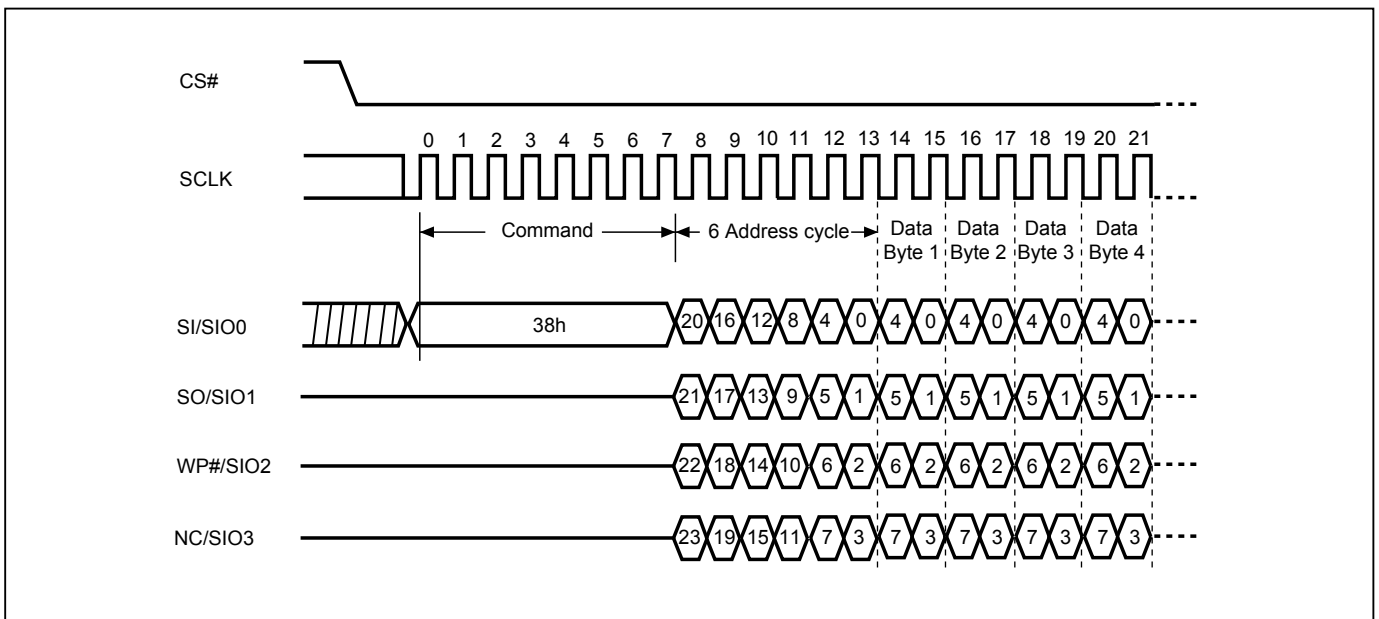 CS#
0 1 2 3 4 5 6 7 8 9 10 11 12 13 14 15 16 17 18 19 20 21
SCLK
Command 6 Address cycle Data Byte 1 Data Byte 2 Data Byte 3 Data Byte 4
SI/SIO0 38h 20 16 12 8 4 0 4 0 4 0 4 0 4 0
SO/SIO1 21 17 13 9 5 1 5 1 5 1 5 1 5 1
WP#/SIO2 22 18 14 10 6 2 6 2 6 2 6 2 6 2
NC/SIO3 23 19 15 11 7 3 7 3 7 3 7 3 7 3